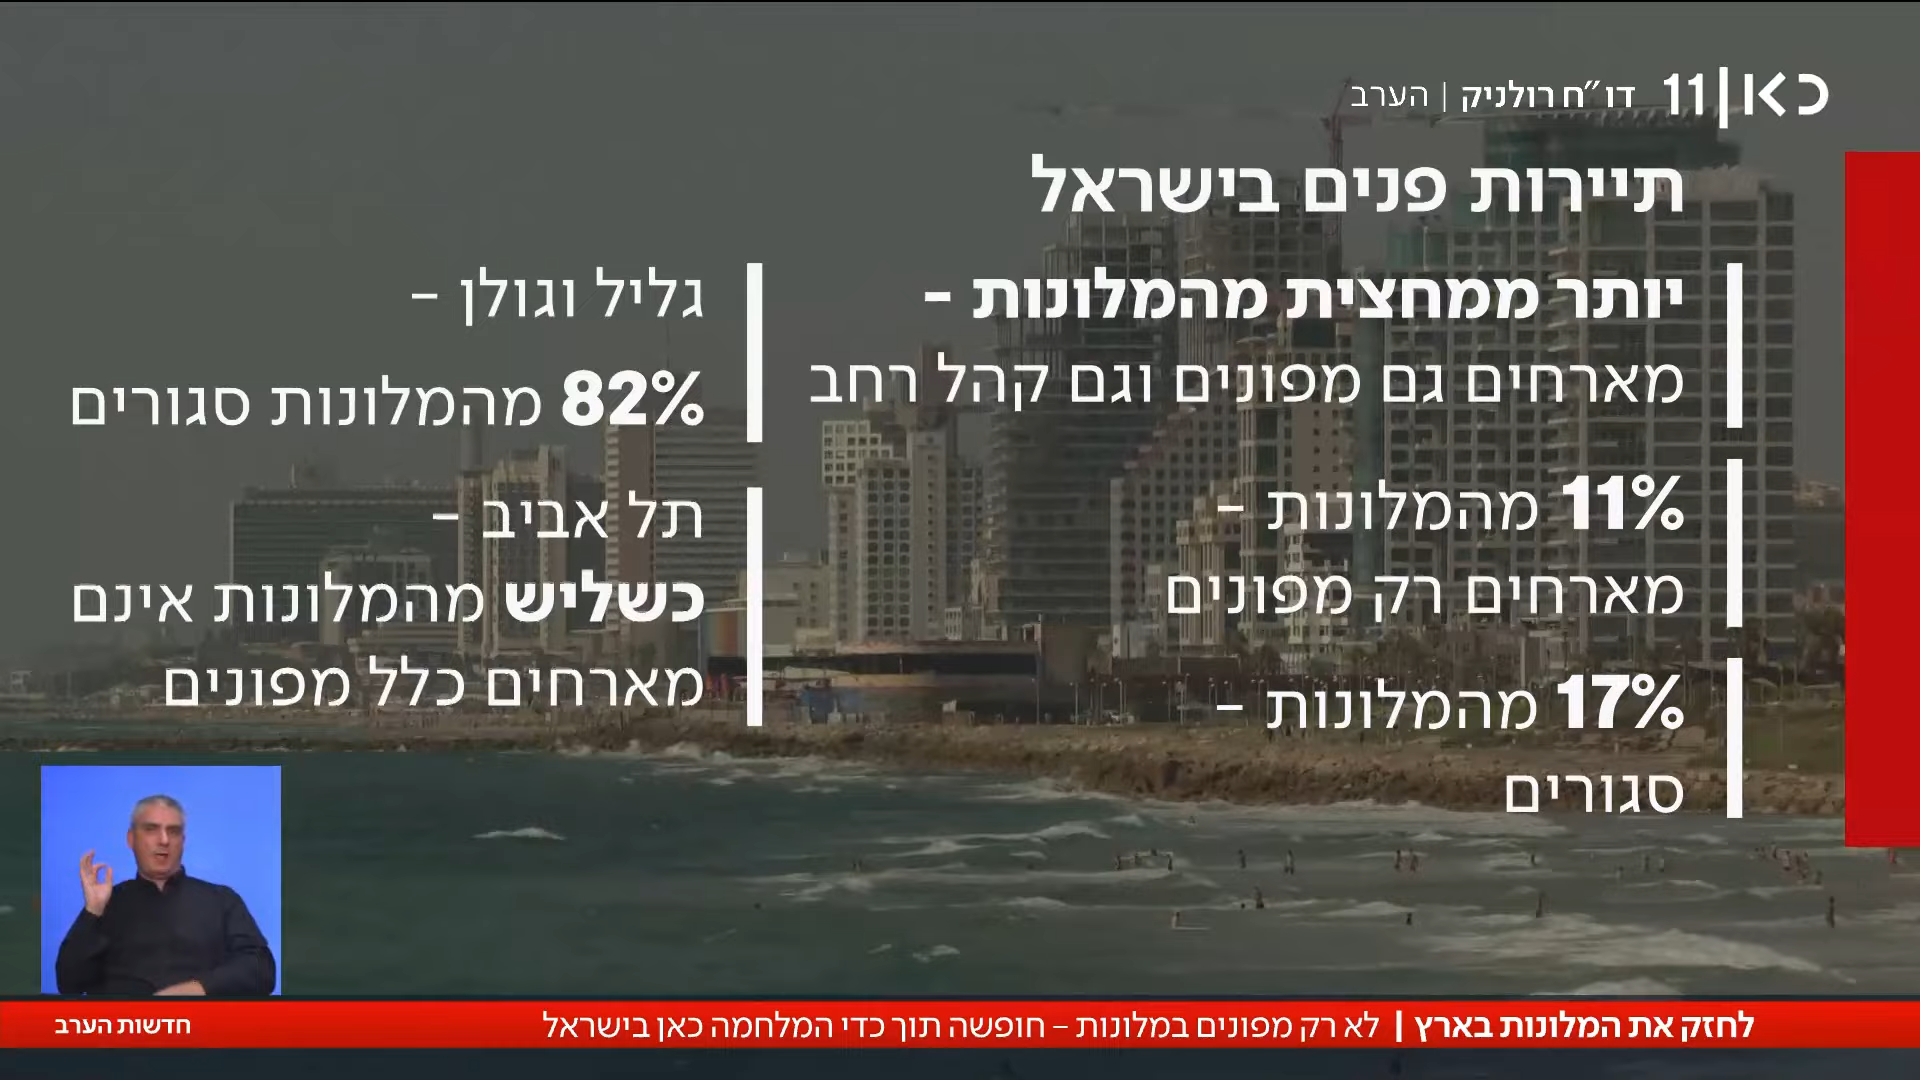 כאן 11 דו״ח רולניק | הערב
תיירות פנים בישראל
יותר ממחצית מהמלונות -
מארחים גם מפונים וגם קהל רחב
11% מהמלונות -
מארחים רק מפונים
17% מהמלונות -
סגורים
גליל וגולן -
82% מהמלונות סגורים
תל אביב -
כשליש מהמלונות אינם
מארחים כלל מפונים
לחזק את המלונות בארץ | לא רק מפונים במלונות - חופשה תוך כדי המלחמה כאן בישראל
חדשות הערב